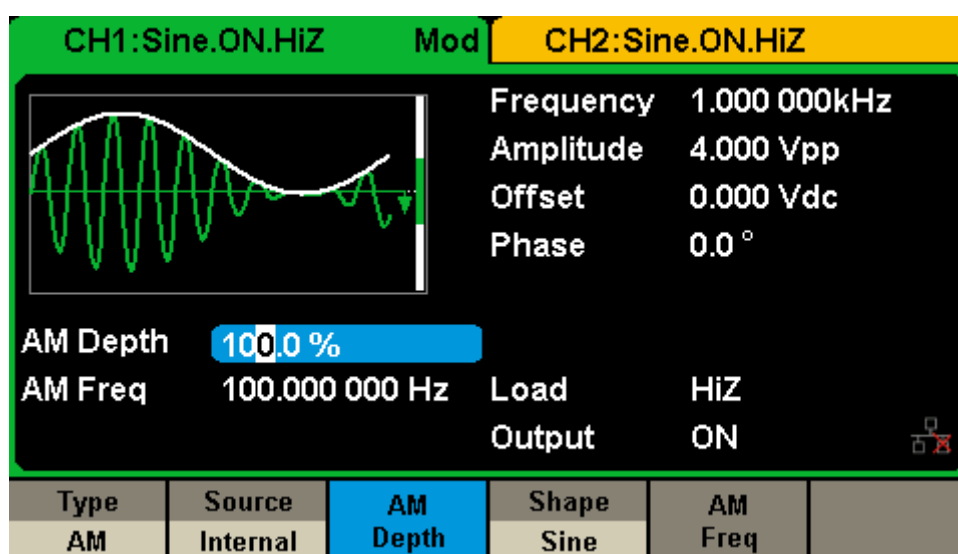 CH1:Sine.ON.HiZ Mod CH2:Sine.ON.HiZ
Frequency 1.000 000kHz
Amplitude 4.000 Vpp
Offset 0.000 Vdc
Phase 0.0 °
AM Depth 100.0 %
AM Freq 100.000 000 Hz Load HiZ
Output ON
Type Source AM Depth Shape AM Freq
AM Internal Sine